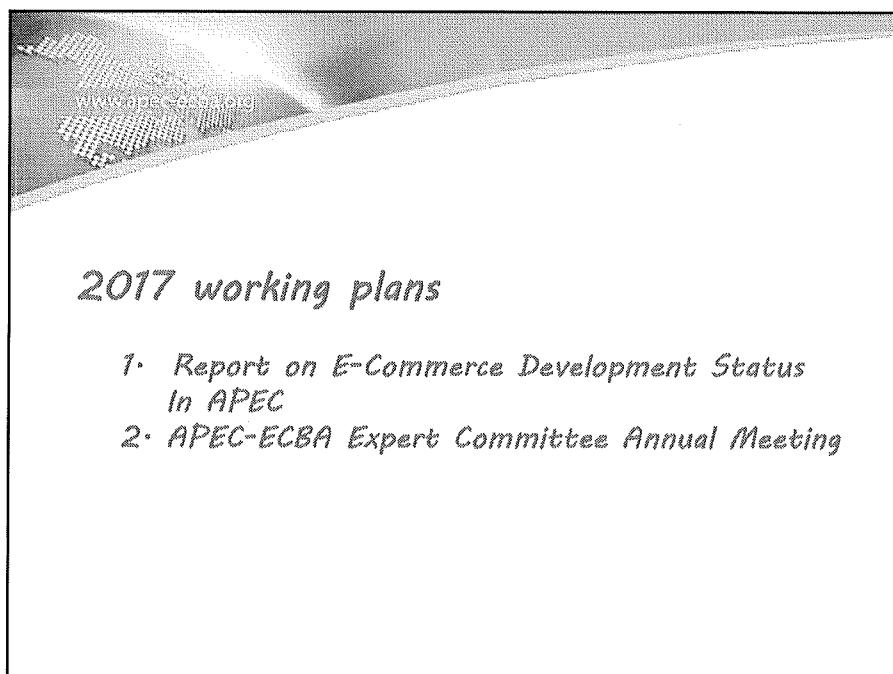 www.apec-ecba.org
2017 working plans
1. Report on E-Commerce Development Status
In APEC
2. APEC-ECBA Expert Committee Annual Meeting